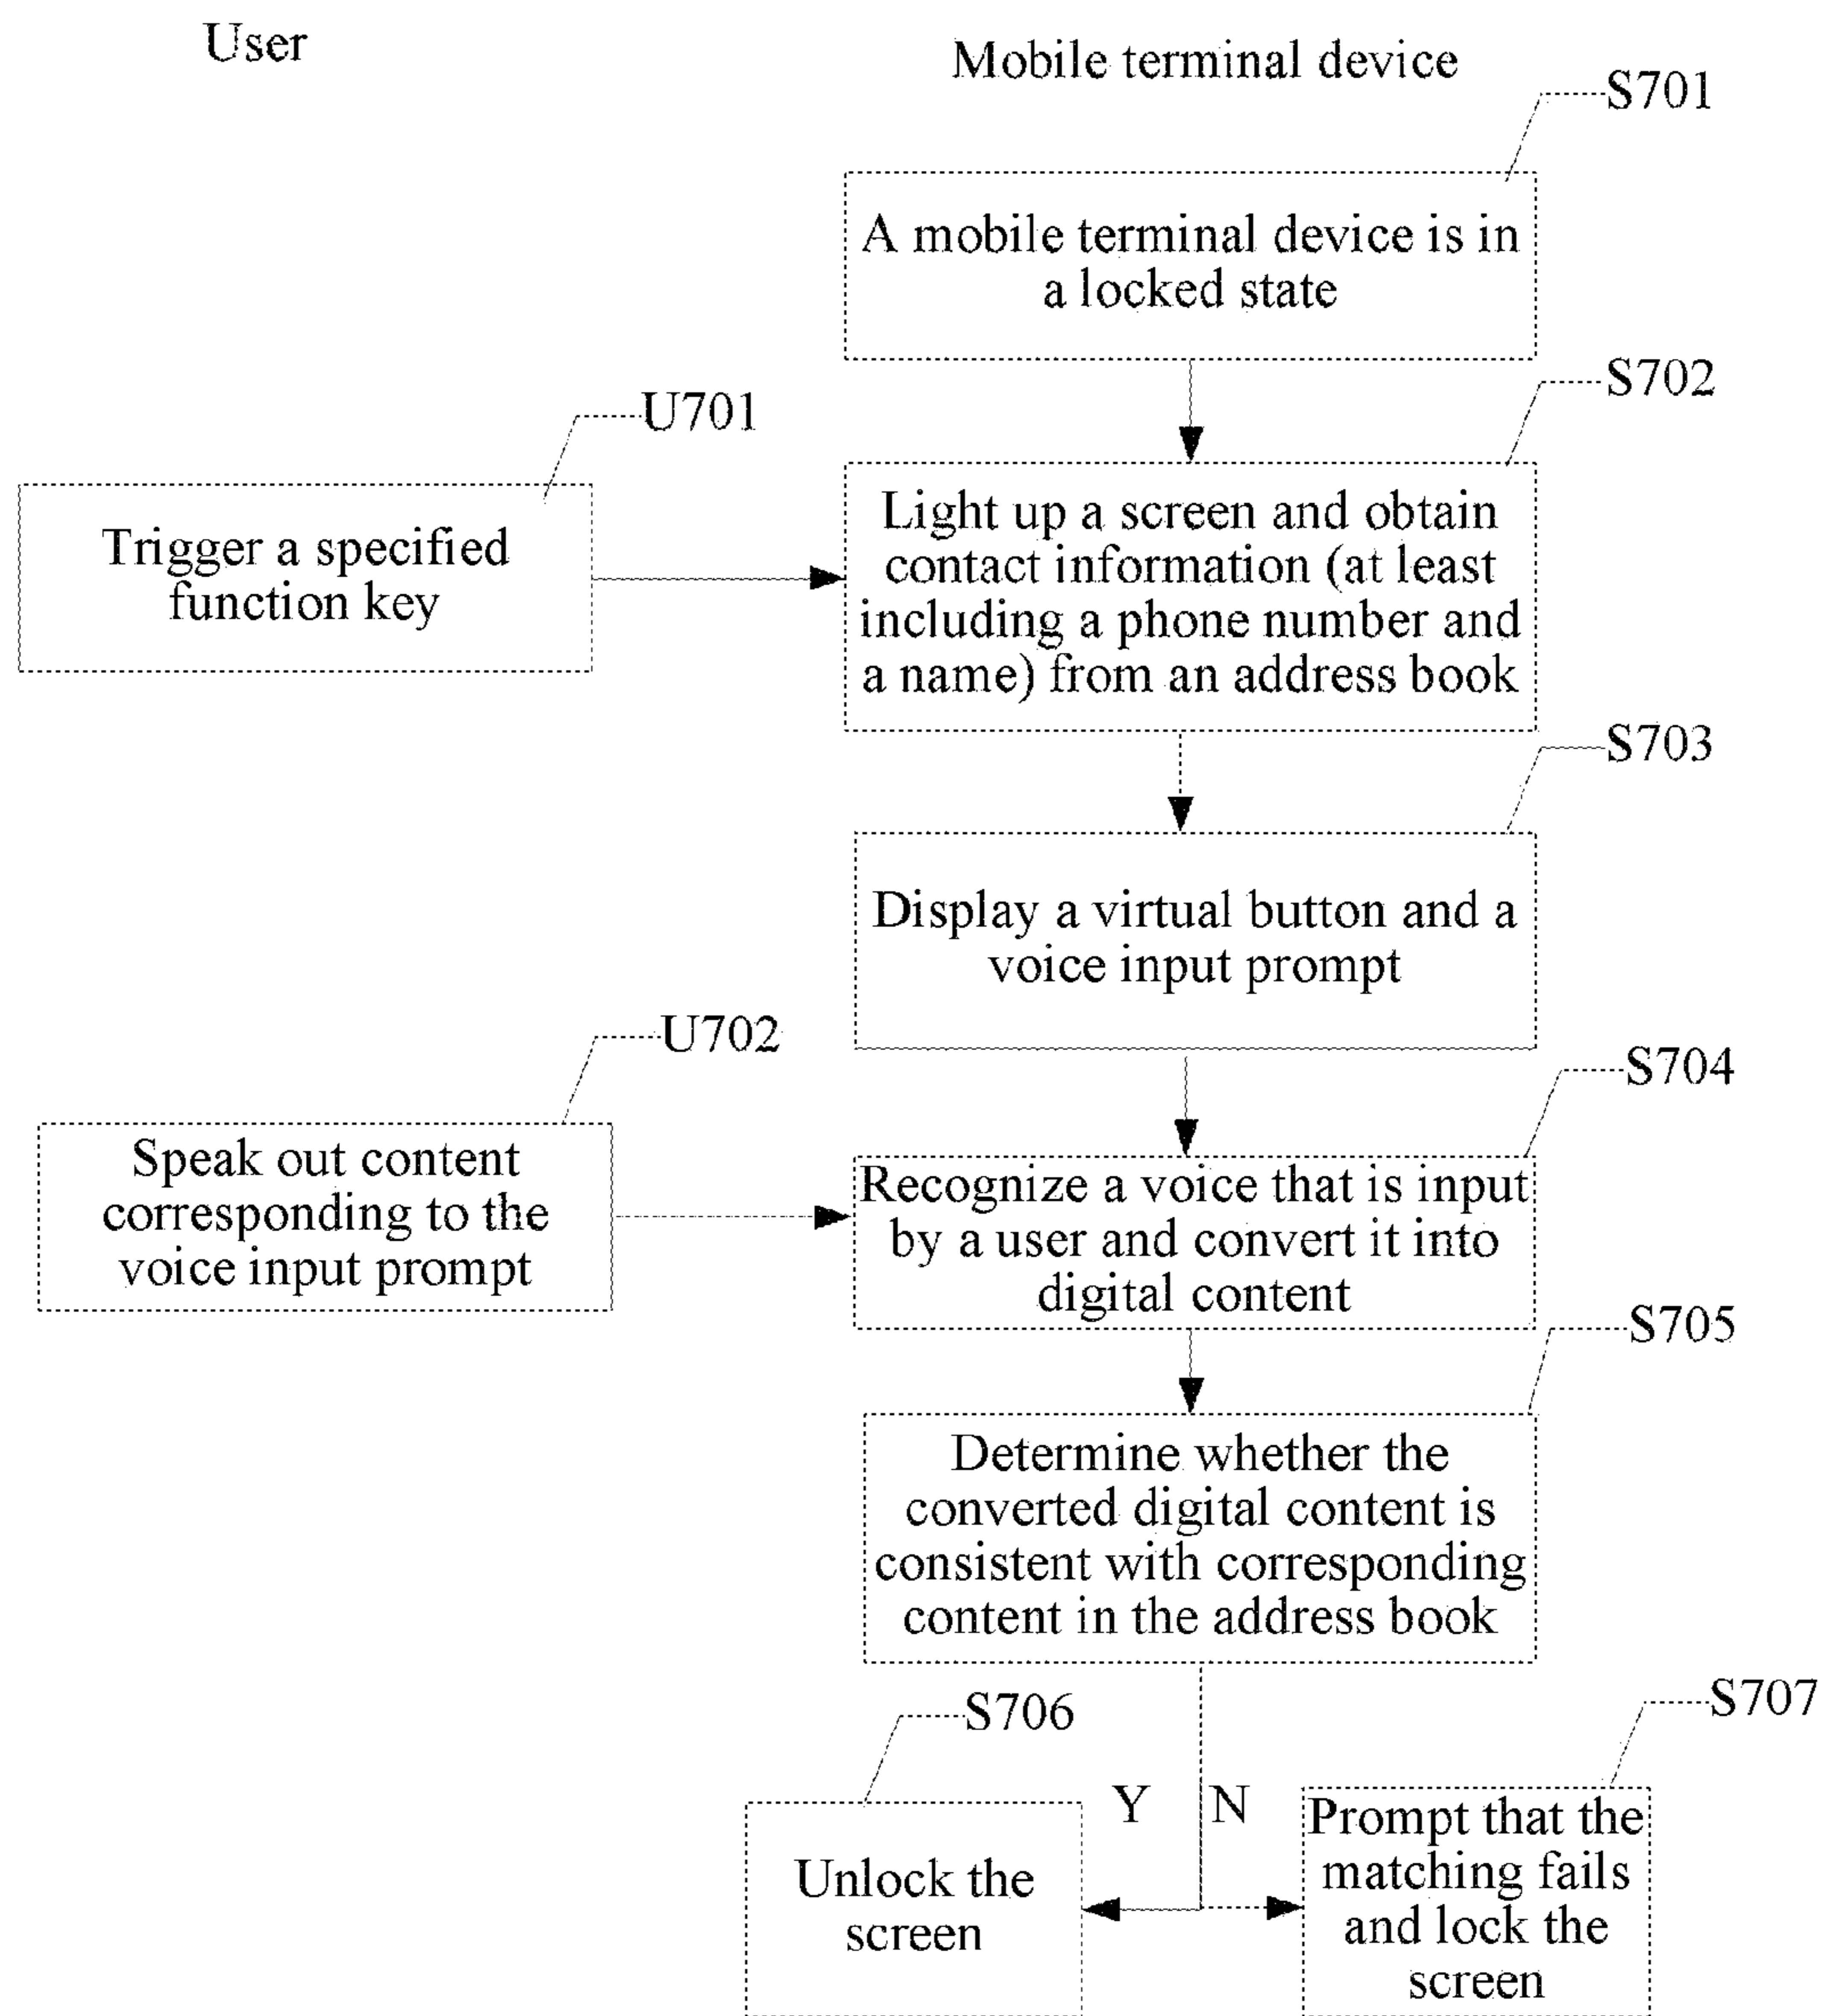 User
Mobile terminal device
S701
A mobile terminal device is in
a locked state
S702
U701
Trigger a specified
function key
Light up a screen and obtain
contact information (at least
including a phone number and
a name) from an address book
S703
Display a virtual button and a
voice input prompt
U702
S704
Speak out content
corresponding to the
voice input prompt
Recognize a voice that is input
by a user and convert it into
digital content
S705
Determine whether the
converted digital content is
consistent with corresponding
content in the address book
S706
S707
Y
N
Unlock the
screen
Prompt that the
matching fails
and lock the
screen